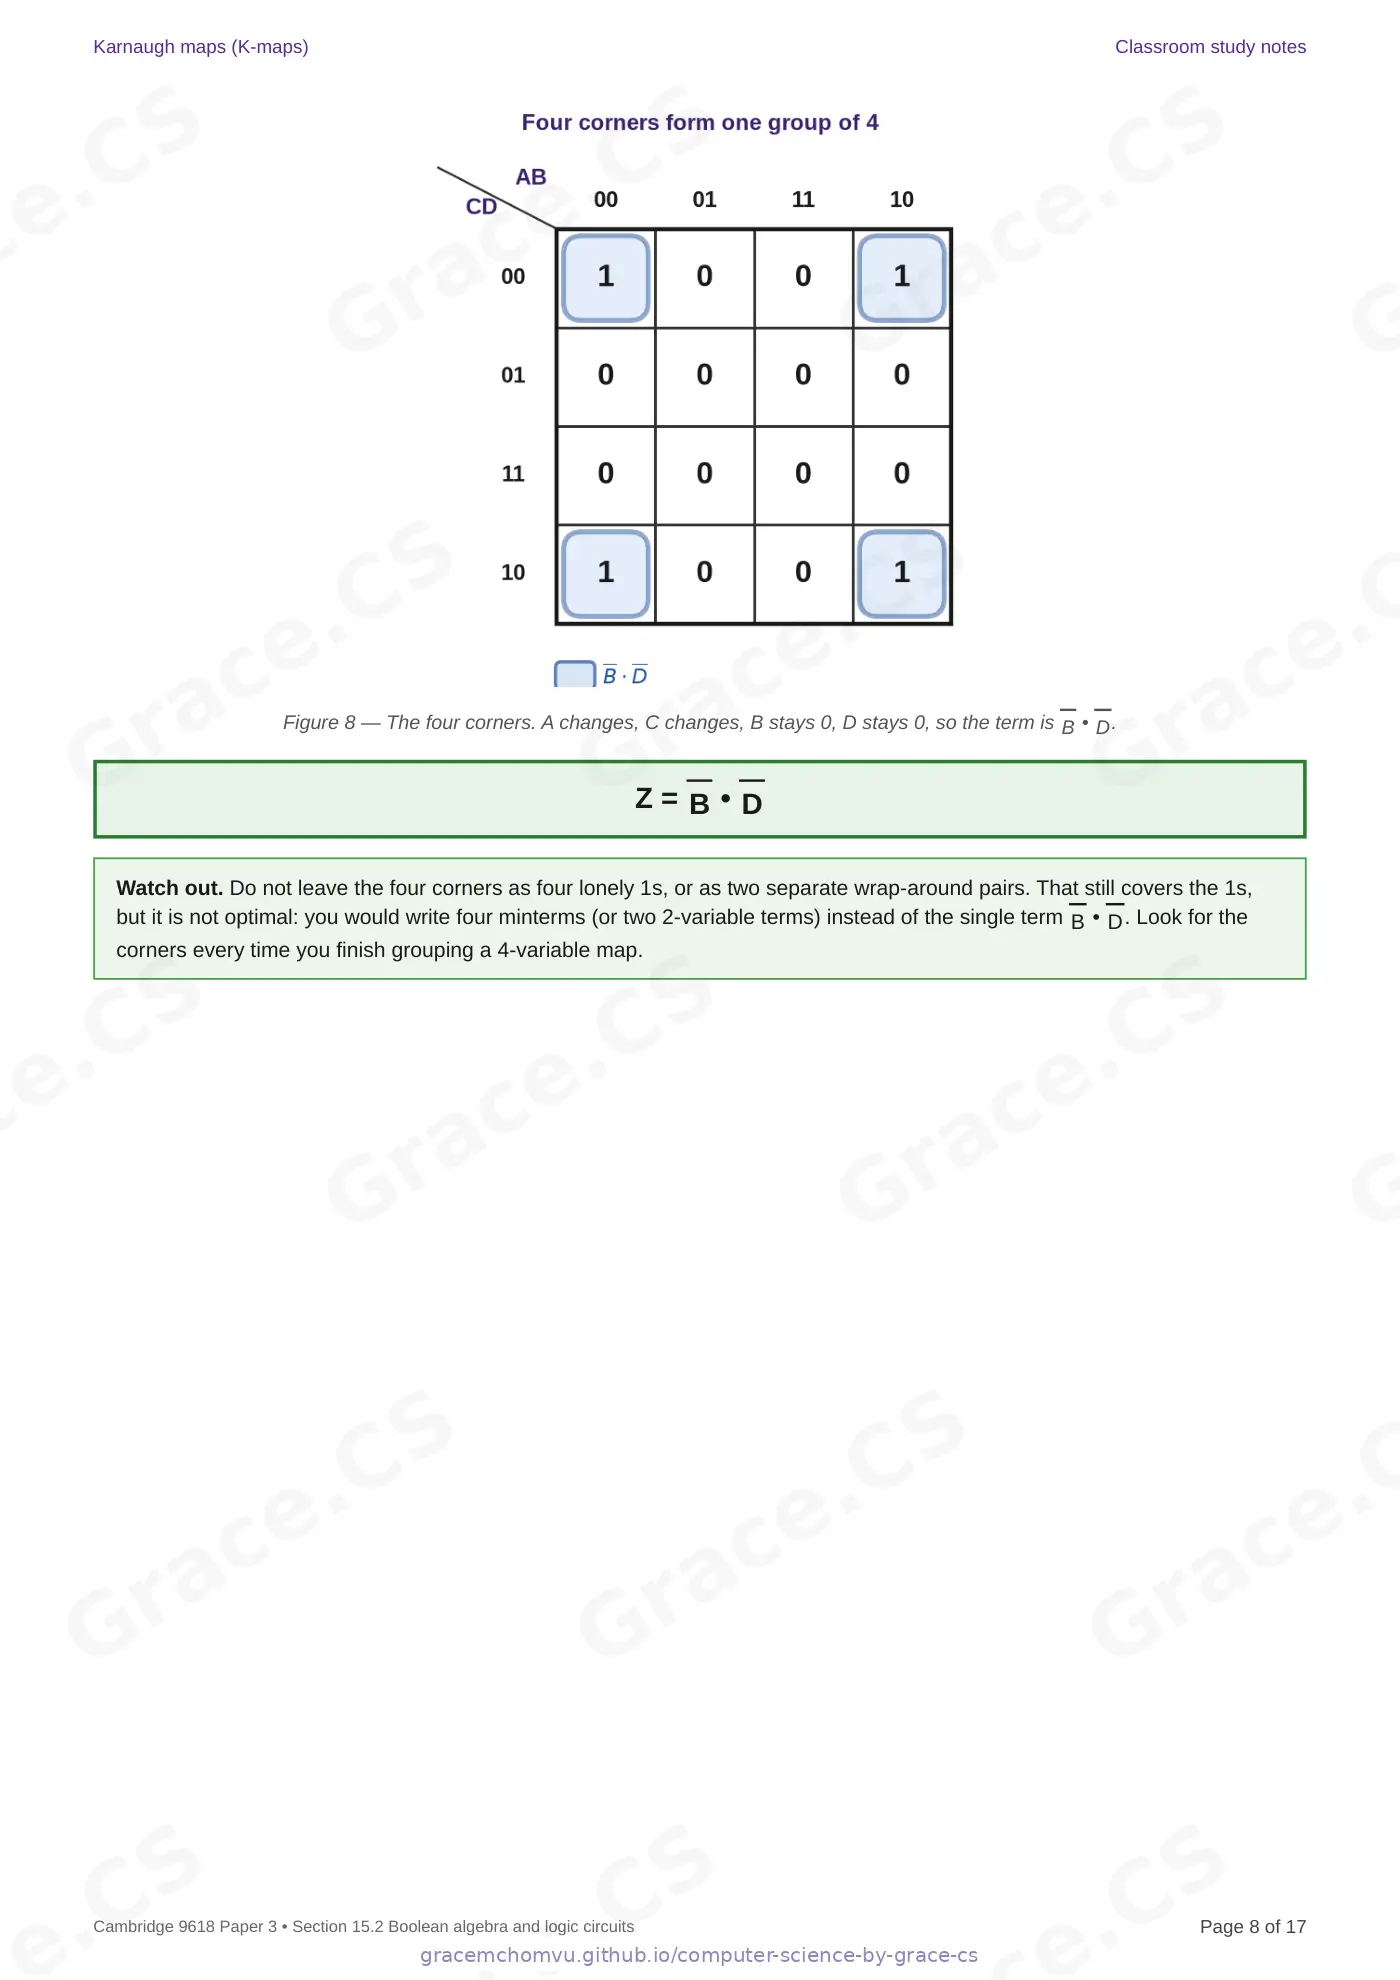 Karnaugh maps (K-maps) Classroom study notes
Four corners form one group of 4
AB
CD 00 01 11 10
00 1 0 0 1
01 0 0 0 0
11 0 0 0 0
10 1 0 0 1
B̅ · D̅
Figure 8 — The four corners. A changes, C changes, B stays 0, D stays 0, so the term is B̅ • D̅.
Z = B̅ • D̅
Watch out. Do not leave the four corners as four lonely 1s, or as two separate wrap-around pairs. That still covers the 1s,
but it is not optimal: you would write four minterms (or two 2-variable terms) instead of the single term B̅ • D̅. Look for the
corners every time you finish grouping a 4-variable map.
Cambridge 9618 Paper 3 • Section 15.2 Boolean algebra and logic circuits Page 8 of 17
gracemchomvu.github.io/computer-science-by-grace-cs
Grace.CS